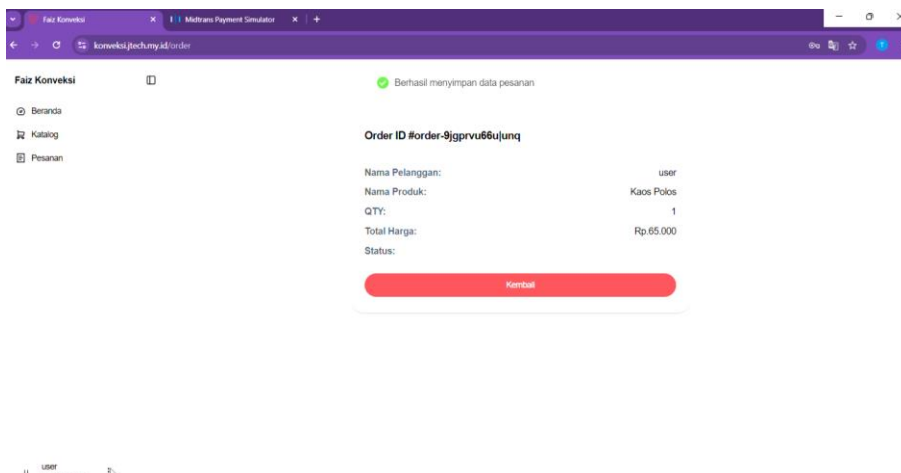 Faiz Konveksi
Midtrans Payment Simulator
konveksi.jtech.my.id/order
Faiz Konveksi
Beranda
Katalog
Pesanan
Berhasil menyimpan data pesanan
Order ID #order-9jgprvu66u|unq
Nama Pelanggan: user
Nama Produk: Kaos Polos
QTY: 1
Total Harga: Rp.65.000
Status:
Kembali
user